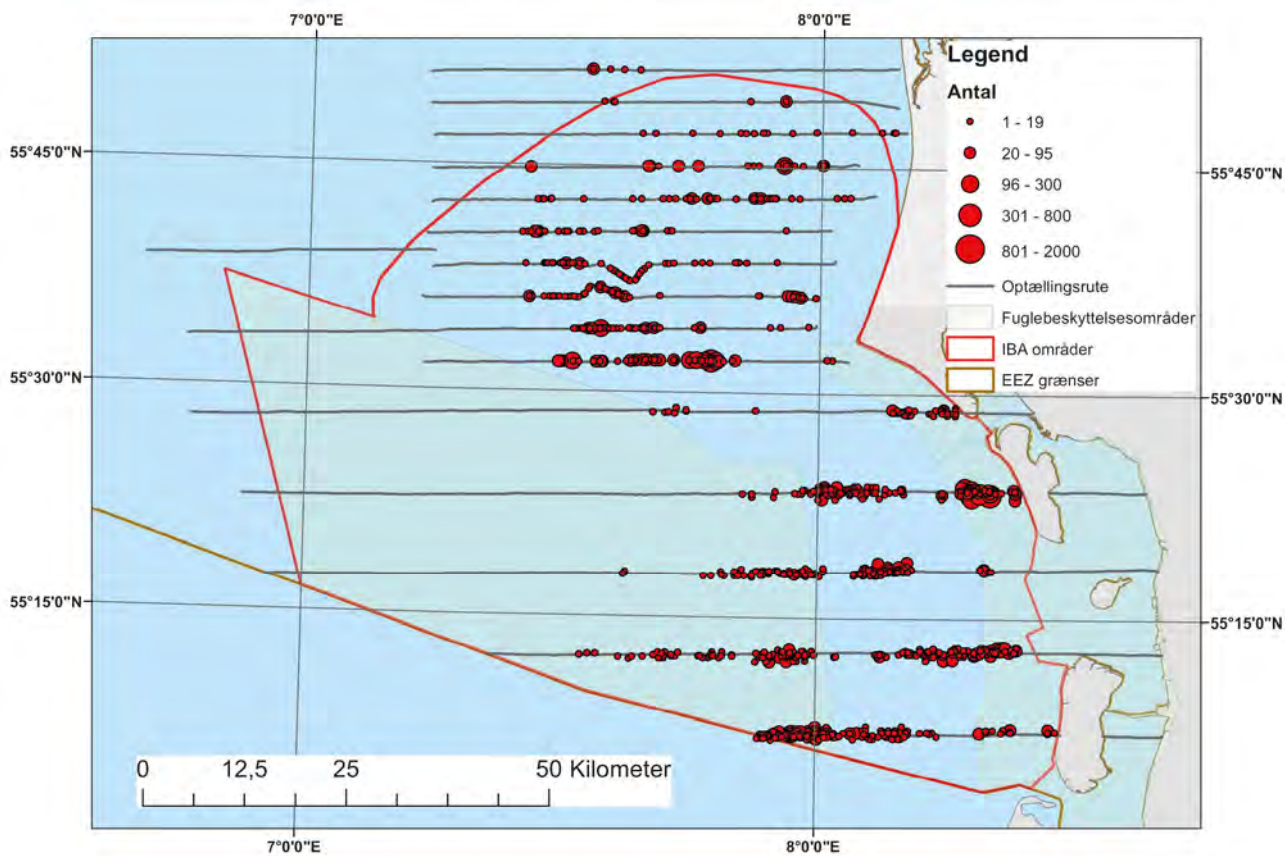 7°0'0"E 8°0'0"E
Legend
Antal
1 - 19
20 - 95
96 - 300
301 - 800
801 - 2000
Optællingsrute
Fuglebeskyttelsesområder
IBA områder
EEZ grænser
55°45'0"N 55°45'0"N
55°30'0"N 55°30'0"N
55°15'0"N 55°15'0"N
0 12,5 25 50 Kilometer
7°0'0"E 8°0'0"E